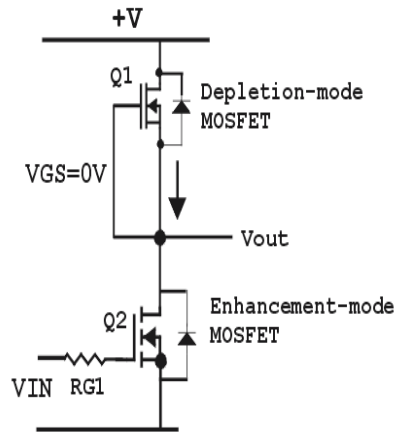 +V
Q1
Depletion-mode
MOSFET
VGS=0V
Vout
Enhancement-mode
MOSFET
Q2
VIN
RG1